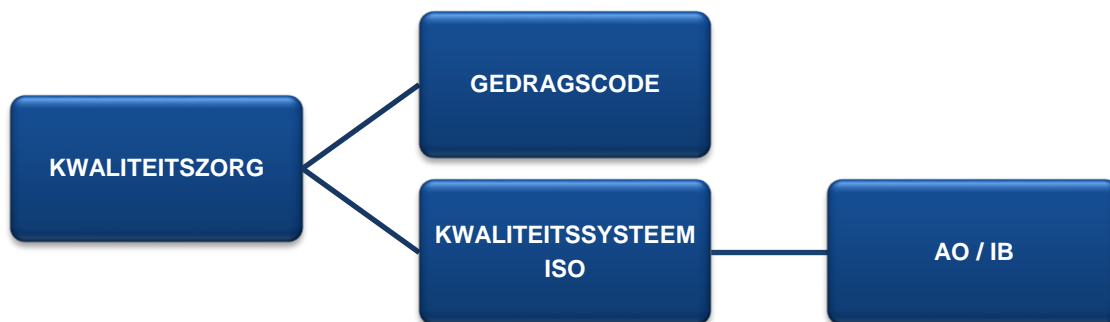 GEDRAGSCODE
KWALITEITSZORG
KWALITEITSSYSTEEM
ISO
AO / IB